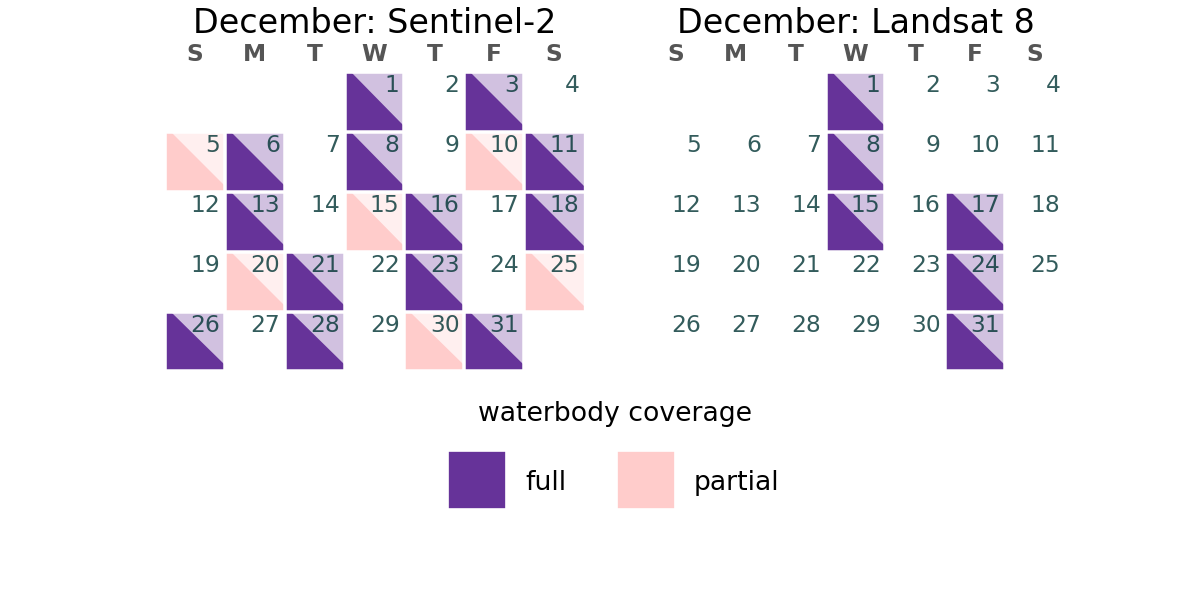 December: Sentinel-2
S M T W T F S
1 2 3 4
5 6 7 8 9 10 11
12 13 14 15 16 17 18
19 20 21 22 23 24 25
26 27 28 29 30 31
December: Landsat 8
S M T W T F S
1 2 3 4
5 6 7 8 9 10 11
12 13 14 15 16 17 18
19 20 21 22 23 24 25
26 27 28 29 30 31
waterbody coverage
full partial